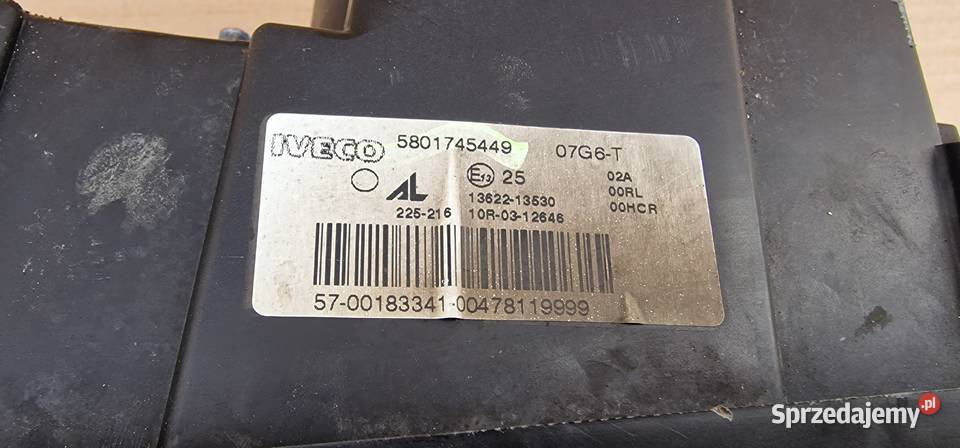 IVECO 5801745449 07G6-T
AL E13 25 02A
13622-13530 00RL
225-216 10R-03-12646 00HCR
57-00183341-00478119999
Sprzedajemy.pl